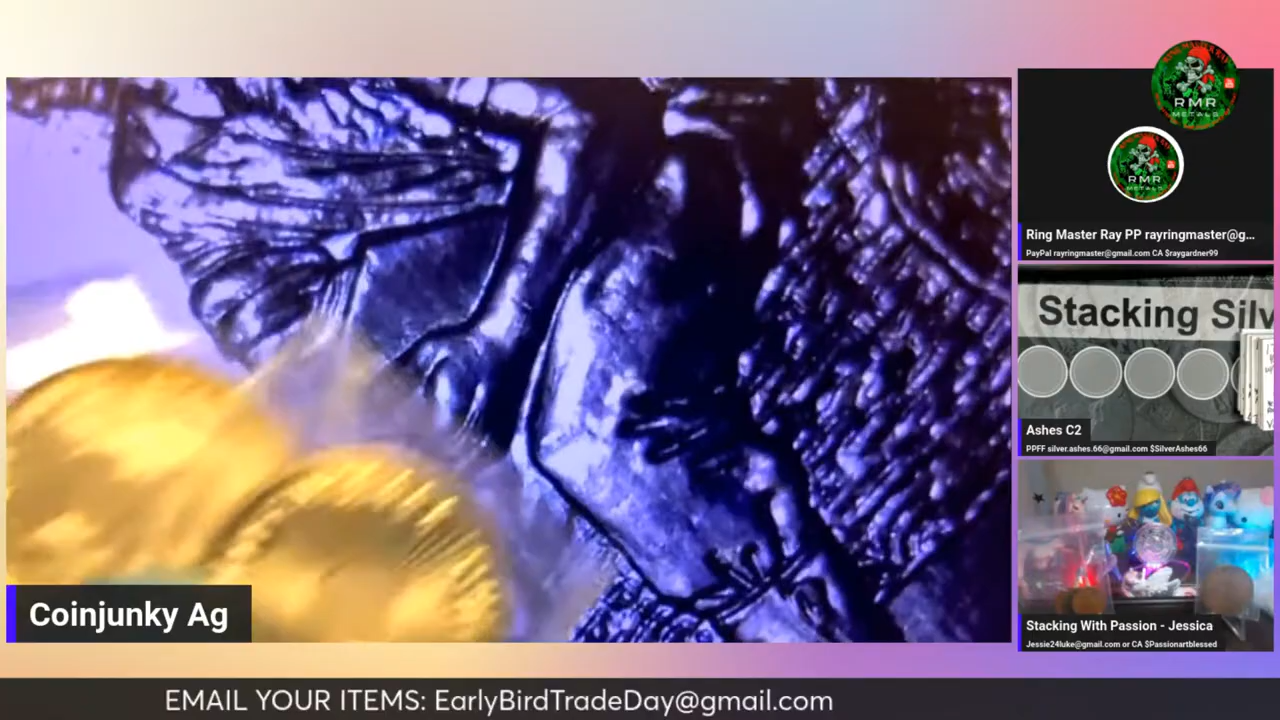 RMR
METALS
RMR
METALS
Ring Master Ray PP rayringmaster@g...
PayPal rayringmaster@gmail.com CA $raygardner99
Stacking Silv
Ashes C2
PPFF silver.ashes.66@gmail.com $SilverAshes66
Stacking With Passion - Jessica
Jessie24luke@gmail.com or CA $Passionartblessed
Coinjunky Ag
EMAIL YOUR ITEMS: EarlyBirdTradeDay@gmail.com